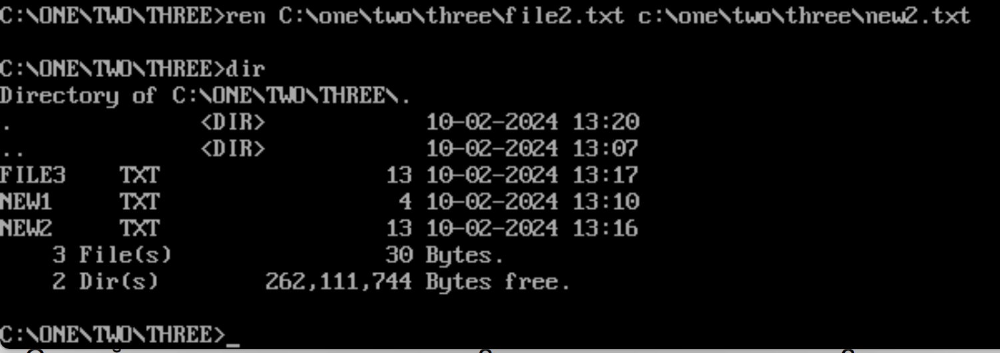 C:\ONE\TWO\THREE>ren C:\one\two\three\file2.txt c:\one\two\three\new2.txt
C:\ONE\TWO\THREE>dir
Directory of C:\ONE\TWO\THREE\.
.              <DIR>            10-02-2024 13:20
..             <DIR>            10-02-2024 13:07
FILE3    TXT                 13 10-02-2024 13:17
NEW1     TXT                  4 10-02-2024 13:10
NEW2     TXT                 13 10-02-2024 13:16
    3 File(s)                30 Bytes.
    2 Dir(s)        262,111,744 Bytes free.
C:\ONE\TWO\THREE>_